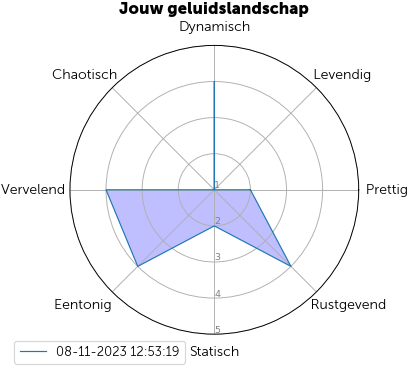 Jouw geluidslandschap
Dynamisch
Chaotisch
Levendig
Vervelend
1
Prettig
2
3
Eentonig
4
Rustgevend
5
08-11-2023 12:53:19
Statisch